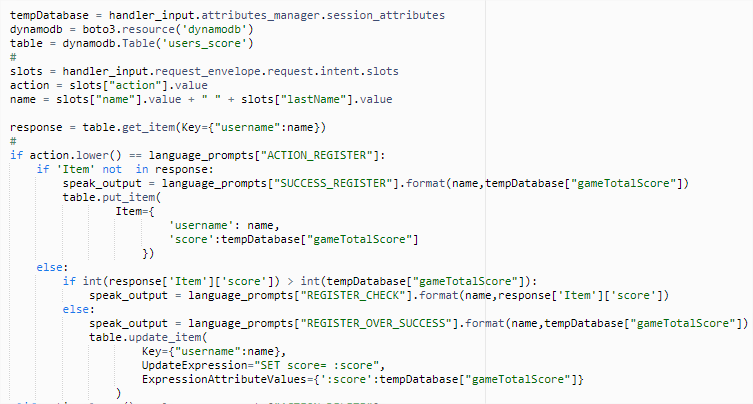 tempDatabase = handler_input.attributes_manager.session_attributes
dynamodb = boto3.resource('dynamodb')
table = dynamodb.Table('users_score')
#
slots = handler_input.request_envelope.request.intent.slots
action = slots["action"].value
name = slots["name"].value + " " + slots["lastName"].value
response = table.get_item(Key={"username":name})
#
if action.lower() == language_prompts["ACTION_REGISTER"]:
if 'Item' not  in response:
speak_output = language_prompts["SUCCESS_REGISTER"].format(name,tempDatabase["gameTotalScore"])
table.put_item(
Item={
'username': name,
'score':tempDatabase["gameTotalScore"]
})
else:
if int(response['Item']['score']) > int(tempDatabase["gameTotalScore"]):
speak_output = language_prompts["REGISTER_CHECK"].format(name,response['Item']['score'])
else:
speak_output = language_prompts["REGISTER_OVER_SUCCESS"].format(name,tempDatabase["gameTotalScore"])
table.update_item(
Key={"username":name},
UpdateExpression="SET score= :score",
ExpressionAttributeValues={':score':tempDatabase["gameTotalScore"]}
)